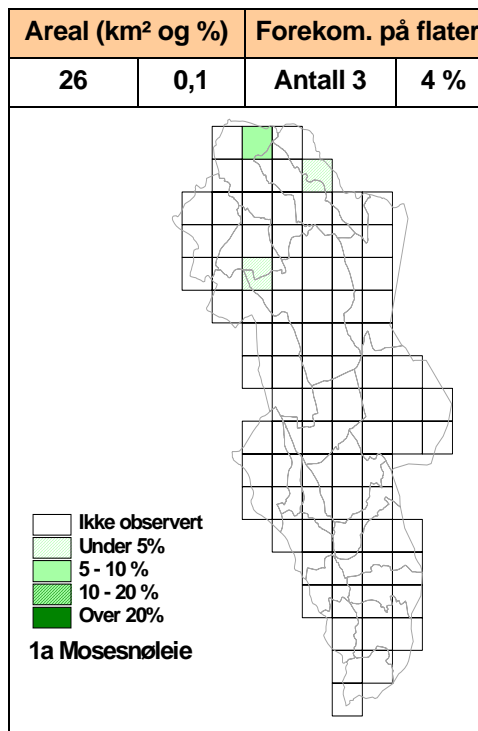 Areal (km² og %) Forekom. på flater
26 0,1 Antall 3 4 %
Ikke observert
Under 5%
5 - 10 %
10 - 20 %
Over 20%
1a Mosesnøleie